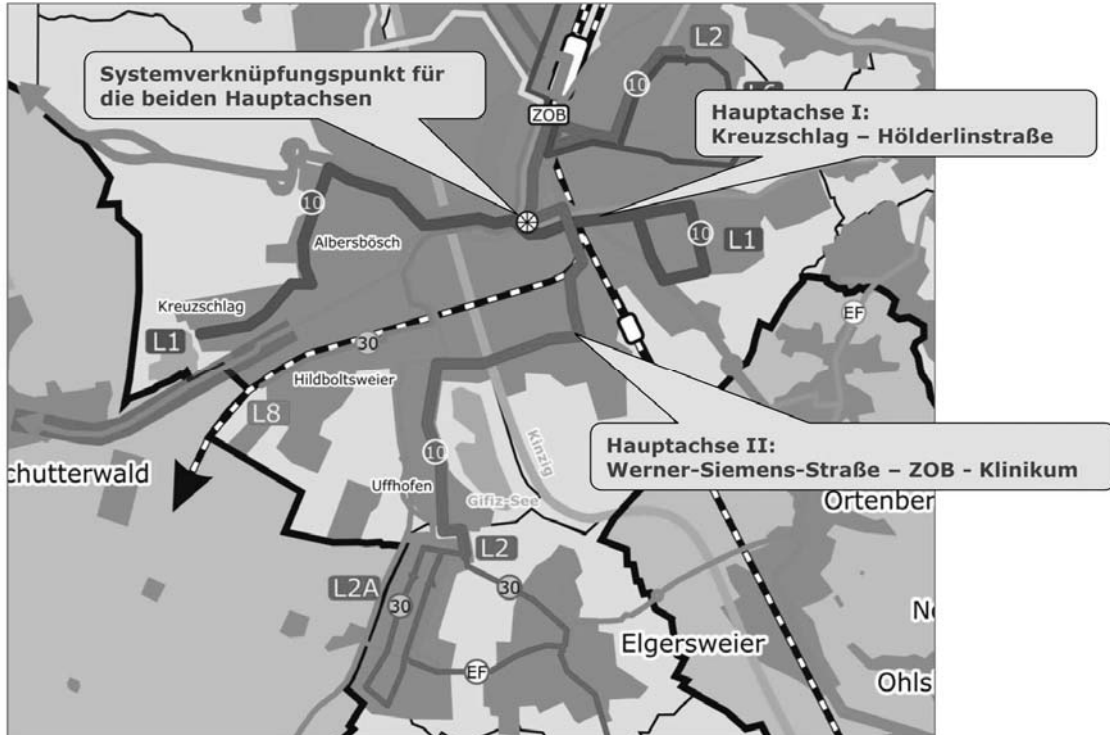 L2
Systemverknüpfungspunkt für
die beiden Hauptachsen
10
ZOB
Hauptachse I:
Kreuzschlag – Hölderlinstraße
10
Albersbösch
10
L1
Kreuzschlag
EF
L1
30
Hildboltsweier
L8
Hauptachse II:
Werner-Siemens-Straße – ZOB - Klinikum
Kinzig
10
chutterwald
Uffhofen
Gifiz-See
Ortenber
L2
L2A
30
30
Elgersweier
EF
Ohls